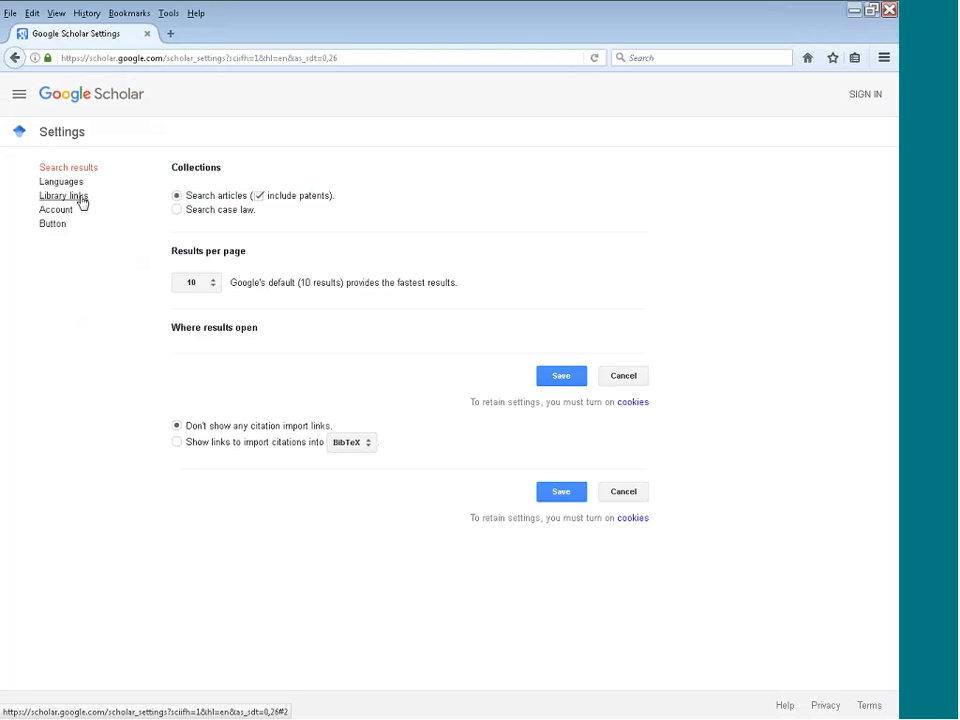 File Edit View History Bookmarks Tools Help
Google Scholar Settings
https://scholar.google.com/scholar_settings?sciifh=1&hl=en&as_sdt=0,26
Search
Google Scholar
SIGN IN
Settings
Search results
Languages
Library links
Account
Button
Collections
Search articles ( include patents).
Search case law.
Results per page
10 Google's default (10 results) provides the fastest results.
Where results open
Save Cancel
To retain settings, you must turn on cookies
Don't show any citation import links.
Show links to import citations into BibTeX
Save Cancel
To retain settings, you must turn on cookies
Help Privacy Terms
https://scholar.google.com/scholar_settings?sciifh=1&hl=en&as_sdt=0,26#2